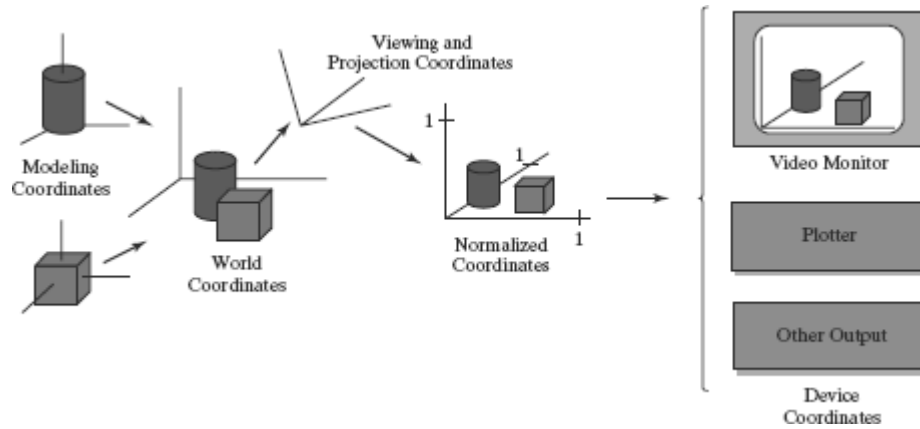 Viewing and
Projection Coordinates
Modeling
Coordinates
World
Coordinates
1
1
1
Normalized
Coordinates
Video Monitor
Plotter
Other Output
Device
Coordinates